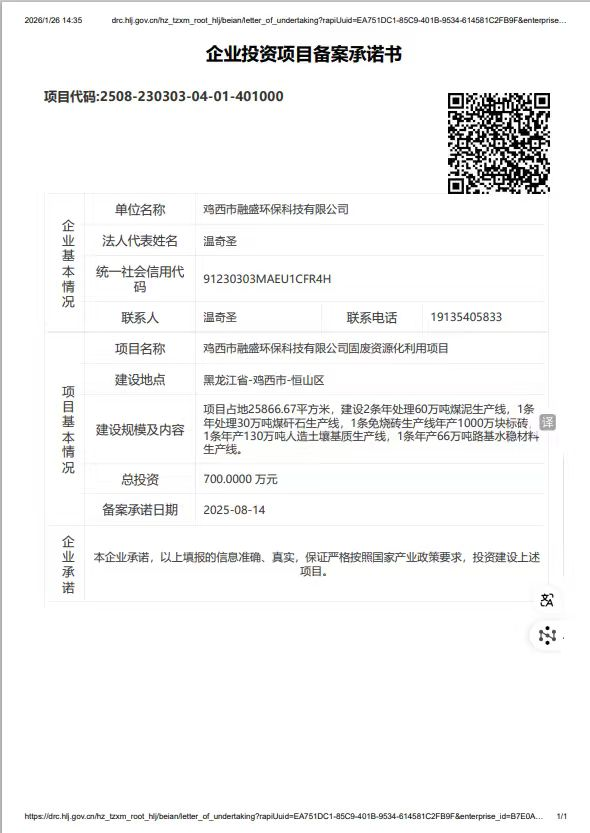 2026/1/26 14:35
drc.hlj.gov.cn/hz_tzxm_root_hlj/beian/letter_of_undertaking?rapiUuid=EA751DC1-85C9-401B-9534-614581C2FB9F&enterprise...
企业投资项目备案承诺书
项目代码:2508-230303-04-01-401000
企业基本情况
单位名称 鸡西市融盛环保科技有限公司
法人代表姓名 温奇圣
统一社会信用代
码
91230303MAEU1CFR4H
联系人 温奇圣 联系电话 19135405833
项目基本情况
项目名称 鸡西市融盛环保科技有限公司固废资源化利用项目
建设地点 黑龙江省-鸡西市-恒山区
建设规模及内容
项目占地25866.67平方米，建设2条年处理60万吨煤泥生产线，1条
年处理30万吨煤矸石生产线，1条免烧砖生产线年产1000万块标砖，
1条年产130万吨人造土壤基质生产线，1条年产66万吨路基水稳材料
生产线。
译
总投资 700.0000 万元
备案承诺日期 2025-08-14
企业承诺
本企业承诺，以上填报的信息准确、真实，保证严格按照国家产业政策要求，投资建设上述
项目。
https://drc.hlj.gov.cn/hz_tzxm_root_hlj/beian/letter_of_undertaking?rapiUuid=EA751DC1-85C9-401B-9534-614581C2FB9F&enterprise_id=B7E0A...
1/1